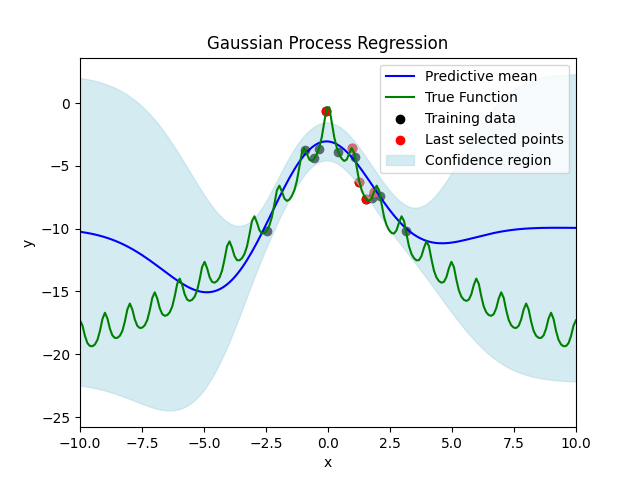 Gaussian Process Regression
Predictive mean
True Function
Training data
Last selected points
Confidence region
y
0
−5
−10
−15
−20
−25
−10.0 −7.5 −5.0 −2.5 0.0 2.5 5.0 7.5 10.0
x